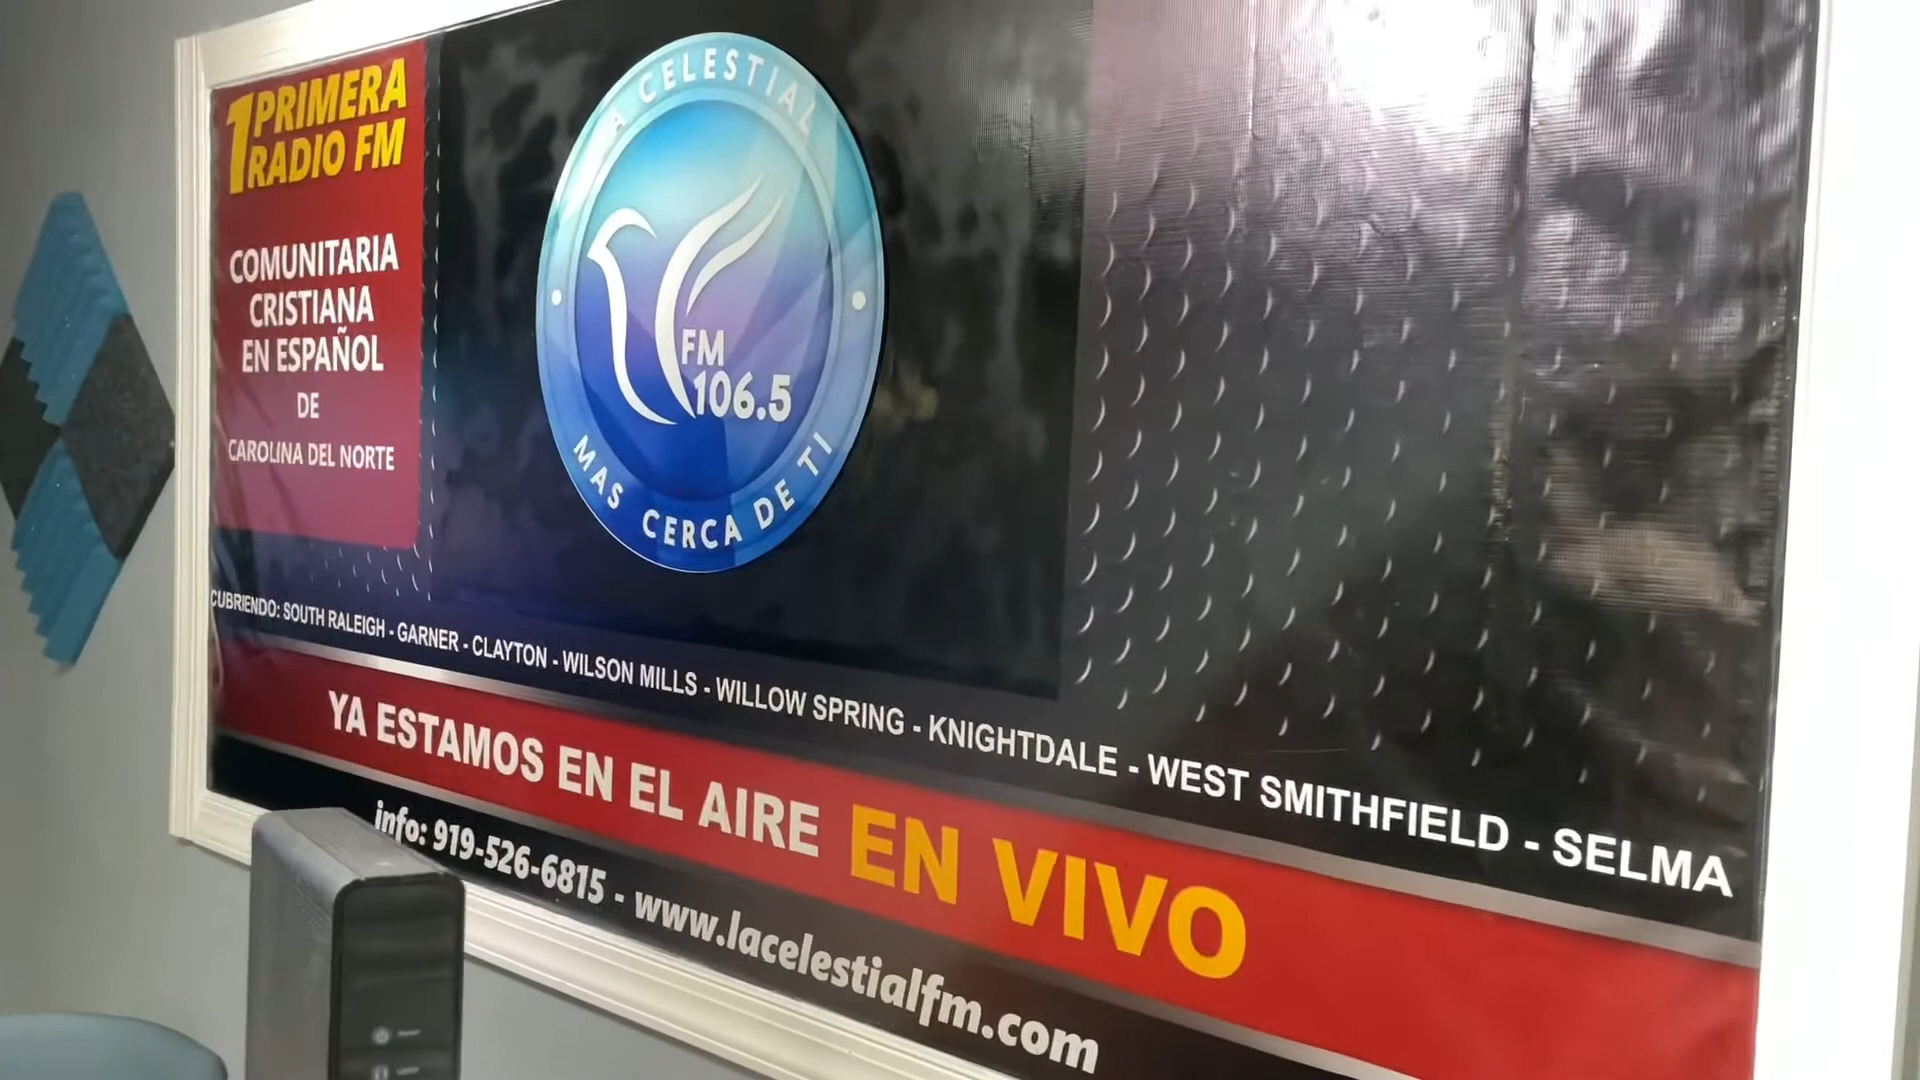 1 PRIMERA
RADIO FM
COMUNITARIA
CRISTIANA
EN ESPAÑOL
DE
CAROLINA DEL NORTE
A CELESTIAL
FM
106.5
MAS CERCA DE TI
CUBRIENDO: SOUTH RALEIGH - GARNER - CLAYTON - WILSON MILLS - WILLOW SPRING - KNIGHTDALE - WEST SMITHFIELD - SELMA
YA ESTAMOS EN EL AIRE EN VIVO
info: 919-526-6815 - www.lacelestialfm.com